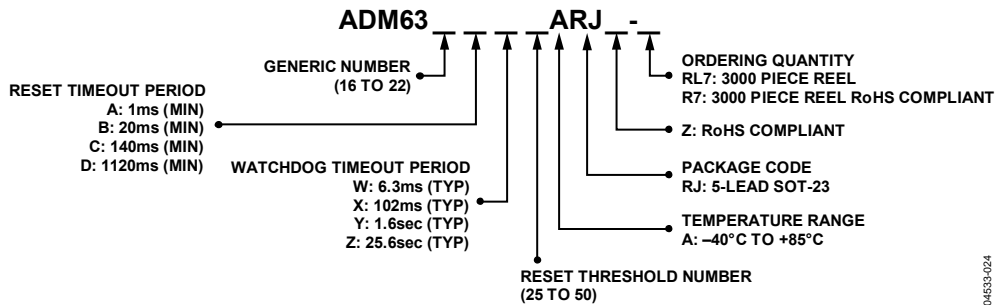 ADM63_ _ _ _ ARJ _ - _
GENERIC NUMBER
(16 TO 22)
RESET TIMEOUT PERIOD
A: 1ms (MIN)
B: 20ms (MIN)
C: 140ms (MIN)
D: 1120ms (MIN)
WATCHDOG TIMEOUT PERIOD
W: 6.3ms (TYP)
X: 102ms (TYP)
Y: 1.6sec (TYP)
Z: 25.6sec (TYP)
RESET THRESHOLD NUMBER
(25 TO 50)
ORDERING QUANTITY
RL7: 3000 PIECE REEL
R7: 3000 PIECE REEL RoHS COMPLIANT
Z: RoHS COMPLIANT
PACKAGE CODE
RJ: 5-LEAD SOT-23
TEMPERATURE RANGE
A: –40°C TO +85°C
04533-024